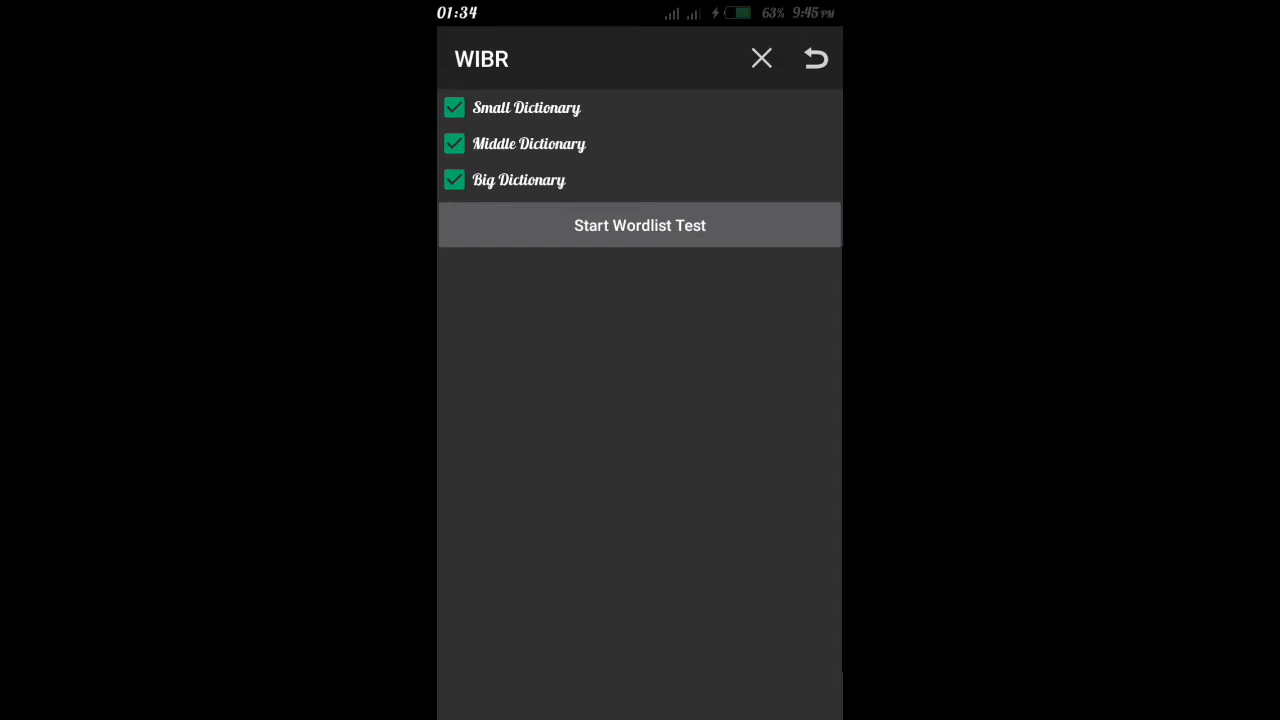 01:34 63% 9:45 PM
WIBR
Small Dictionary
Middle Dictionary
Big Dictionary
Start Wordlist Test